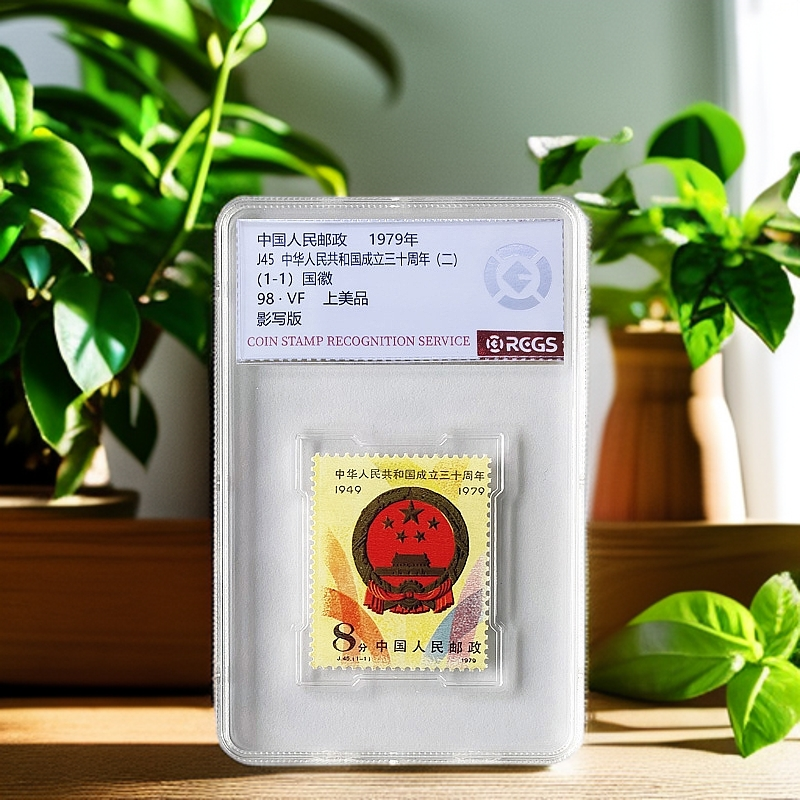 中国人民邮政 1979年
J45 中华人民共和国成立三十周年（二）
(1-1) 国徽
98 · VF 上美品
影写版
COIN STAMP RECOGNITION SERVICE RCGS
中华人民共和国成立三十周年
1949 1979
8分 中国人民邮政
J.45.(1-1) 1979